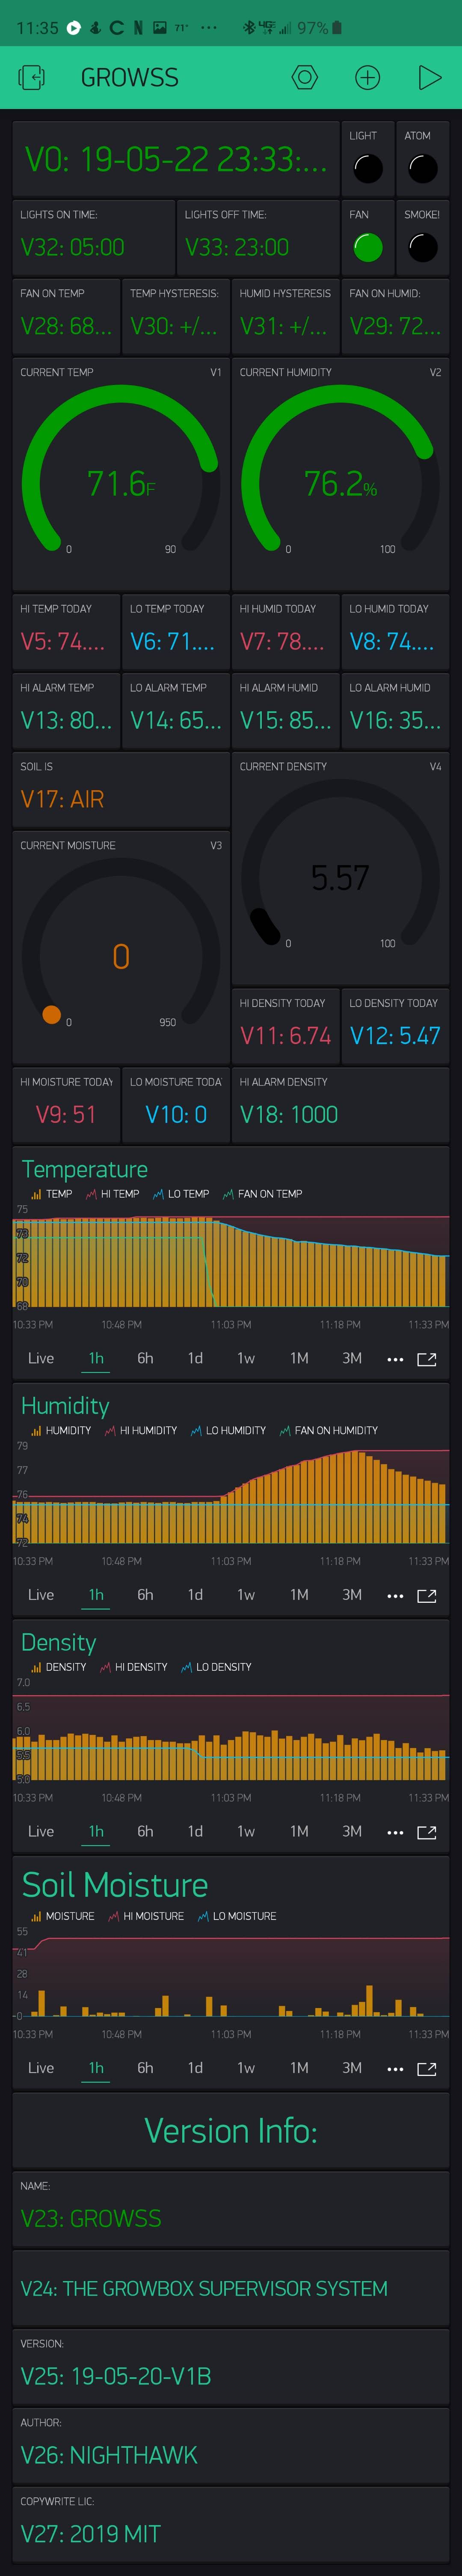 11:35 C N 71° ... 4GE 97%
GROWSS
V0: 19-05-22 23:33:...
LIGHT
ATOM
LIGHTS ON TIME:
V32: 05:00
LIGHTS OFF TIME:
V33: 23:00
FAN
SMOKE!
FAN ON TEMP
V28: 68...
TEMP HYSTERESIS:
V30: +/...
HUMID HYSTERESIS
V31: +/...
FAN ON HUMID:
V29: 72...
CURRENT TEMP V1
71.6F
0 90
CURRENT HUMIDITY V2
76.2%
0 100
HI TEMP TODAY
V5: 74....
LO TEMP TODAY
V6: 71....
HI HUMID TODAY
V7: 78....
LO HUMID TODAY
V8: 74....
HI ALARM TEMP
V13: 80...
LO ALARM TEMP
V14: 65...
HI ALARM HUMID
V15: 85...
LO ALARM HUMID
V16: 35...
SOIL IS
V17: AIR
CURRENT DENSITY V4
5.57
0 100
CURRENT MOISTURE V3
0
0 950
HI DENSITY TODAY
V11: 6.74
LO DENSITY TODAY
V12: 5.47
HI MOISTURE TODAY
V9: 51
LO MOISTURE TODA
V10: 0
HI ALARM DENSITY
V18: 1000
Temperature
TEMP HI TEMP LO TEMP FAN ON TEMP
75
73
72
70
68
10:33 PM 10:48 PM 11:03 PM 11:18 PM 11:33 PM
Live 1h 6h 1d 1w 1M 3M ...
Humidity
HUMIDITY HI HUMIDITY LO HUMIDITY FAN ON HUMIDITY
79
77
76
74
72
10:33 PM 10:48 PM 11:03 PM 11:18 PM 11:33 PM
Live 1h 6h 1d 1w 1M 3M ...
Density
DENSITY HI DENSITY LO DENSITY
7.0
6.5
6.0
5.5
5.0
10:33 PM 10:48 PM 11:03 PM 11:18 PM 11:33 PM
Live 1h 6h 1d 1w 1M 3M ...
Soil Moisture
MOISTURE HI MOISTURE LO MOISTURE
55
41
28
14
0
10:33 PM 10:48 PM 11:03 PM 11:18 PM 11:33 PM
Live 1h 6h 1d 1w 1M 3M ...
Version Info:
NAME:
V23: GROWSS
V24: THE GROWBOX SUPERVISOR SYSTEM
VERSION:
V25: 19-05-20-V1B
AUTHOR:
V26: NIGHTHAWK
COPYWRITE LIC:
V27: 2019 MIT